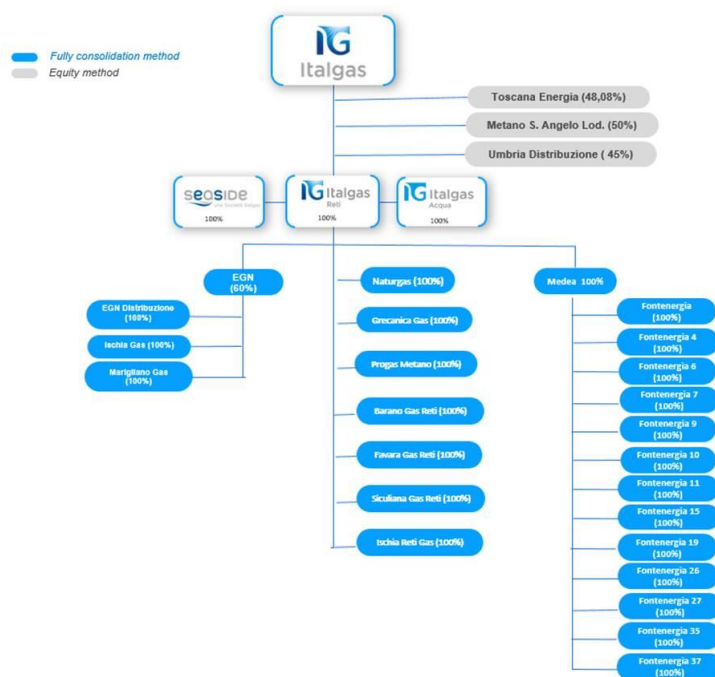 Fully consolidation method
Equity method
IG
Italgas
Toscana Energia (48,08%)
Metano S. Angelo Lod. (50%)
Umbria Distribuzione ( 45%)
seaside
100%
IG Italgas
Reti
100%
IG Italgas
Acqua
100%
EGN
(60%)
EGN Distribuzione
(100%)
Ischia Gas (100%)
Marigliano Gas
(100%)
Naturgas (100%)
Grecanica Gas (100%)
Progas Metano (100%)
Barano Gas Reti (100%)
Favara Gas Reti (100%)
Siculiana Gas Reti (100%)
Ischia Reti Gas (100%)
Medea 100%
Fontenergia
(100%)
Fontenergia 4
(100%)
Fontenergia 6
(100%)
Fontenergia 7
(100%)
Fontenergia 9
(100%)
Fontenergia 10
(100%)
Fontenergia 11
(100%)
Fontenergia 15
(100%)
Fontenergia 19
(100%)
Fontenergia 26
(100%)
Fontenergia 27
(100%)
Fontenergia 35
(100%)
Fontenergia 37
(100%)